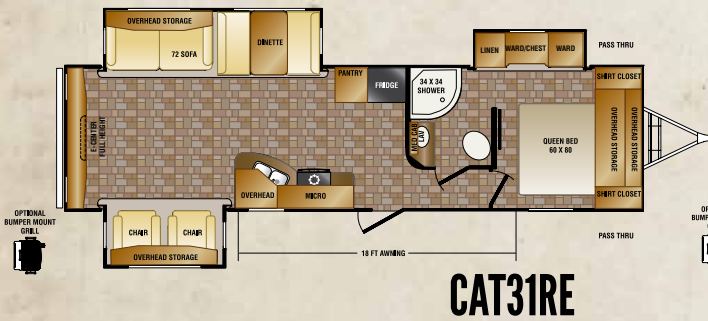 OVERHEAD STORAGE
72 SOFA
DINETTE
LINEN
WARD/CHEST
WARD
PASS THRU
PANTRY
FRIDGE
34 X 34
SHOWER
SHIRT CLOSET
E-CENTER
FULL HEIGHT
MED CAB
LAV
QUEEN BED
60 X 80
OVERHEAD STORAGE
OVERHEAD STORAGE
OVERHEAD
MICRO
SHIRT CLOSET
OPTIONAL
BUMPER MOUNT
GRILL
CHAIR
CHAIR
OVERHEAD STORAGE
18 FT AWNING
PASS THRU
CAT31RE